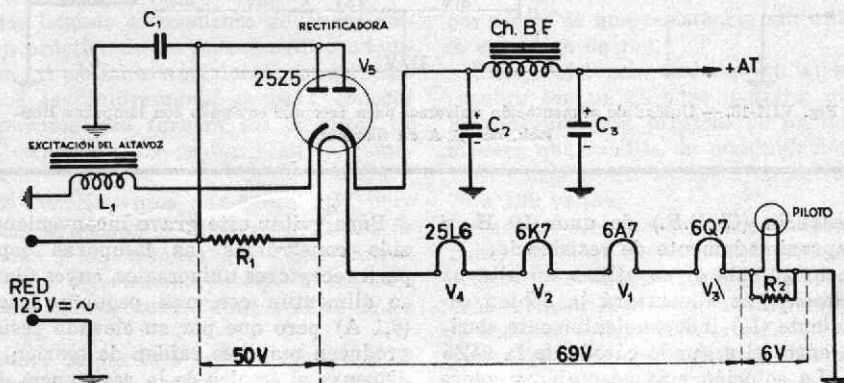 C₁
RECTIFICADORA
Ch. B.F
25Z5
V₅
+AT
C₂
+
C₃
+
EXCITACIÓN DEL ALTAVOZ
L₁
R₁
25L6
6K7
6A7
6Q7
PILOTO
V₄
V₂
V₁
V₃
R₂
RED
125V=~
50V
69V
6V